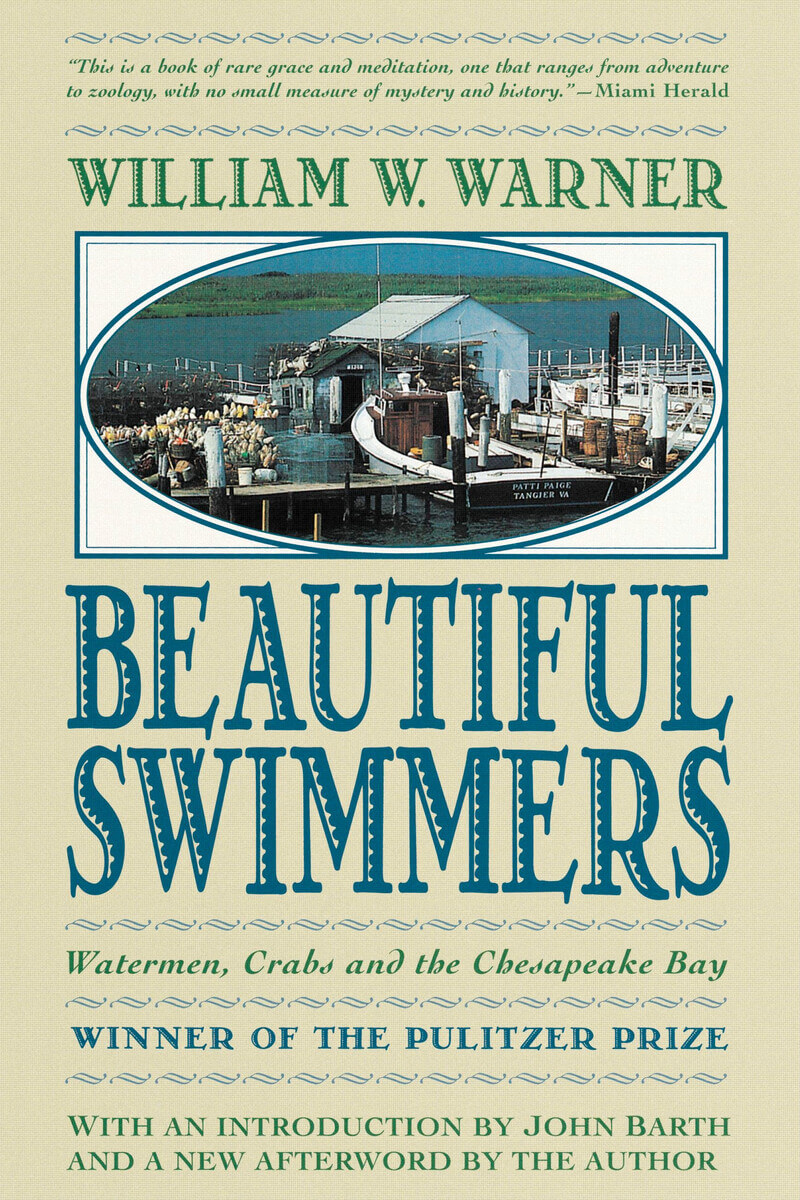 “This is a book of rare grace and meditation, one that ranges from adventure
to zoology, with no small measure of mystery and history.”—Miami Herald
WILLIAM W. WARNER
PATTI PAIGE
TANGIER VA
BEAUTIFUL
SWIMMERS
Watermen, Crabs and the Chesapeake Bay
WINNER OF THE PULITZER PRIZE
WITH AN INTRODUCTION BY JOHN BARTH
AND A NEW AFTERWORD BY THE AUTHOR